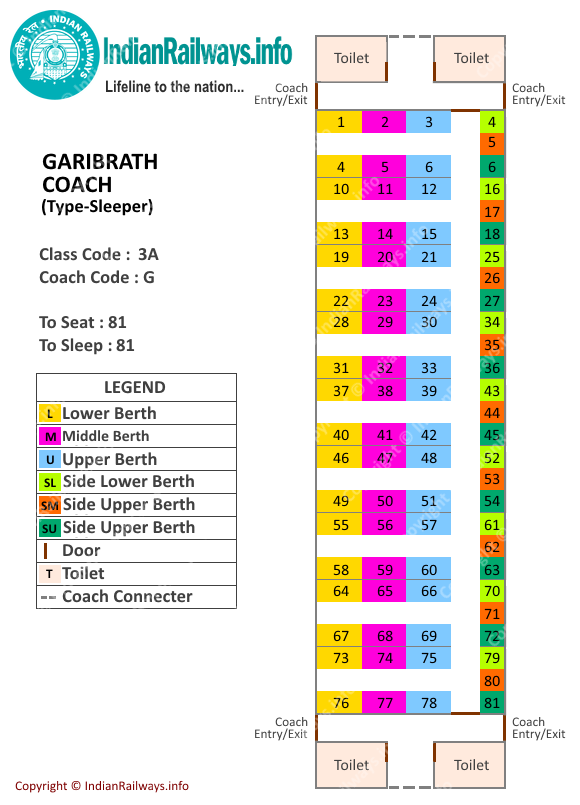 भारतीय रेल INDIAN RAILWAYS
IndianRailways.info
Lifeline to the nation...
GARIBRATH
COACH
(Type-Sleeper)
Class Code : 3A
Coach Code : G
To Seat : 81
To Sleep : 81
LEGEND
L Lower Berth
M Middle Berth
U Upper Berth
SL Side Lower Berth
SM Side Upper Berth
SU Side Upper Berth
Door
T Toilet
Coach Connecter
Toilet Toilet
Coach Coach
Entry/Exit Entry/Exit
1 2 3 4
5
4 5 6 6
10 11 12 16
17
13 14 15 18
19 20 21 25
26
22 23 24 27
28 29 30 34
35
31 32 33 36
37 38 39 43
44
40 41 42 45
46 47 48 52
53
49 50 51 54
55 56 57 61
62
58 59 60 63
64 65 66 70
71
67 68 69 72
73 74 75 79
80
76 77 78 81
Coach Coach
Entry/Exit Entry/Exit
Toilet Toilet
Copyright © IndianRailways.info